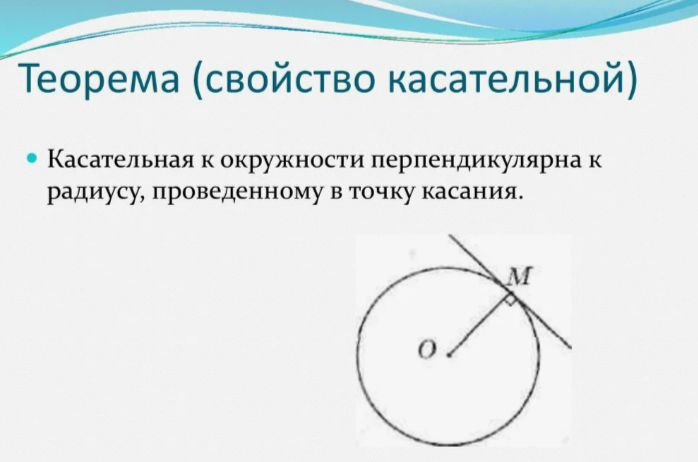 Теорема (свойство касательной)
Касательная к окружности перпендикулярна к
радиусу, проведенному в точку касания.
M
O